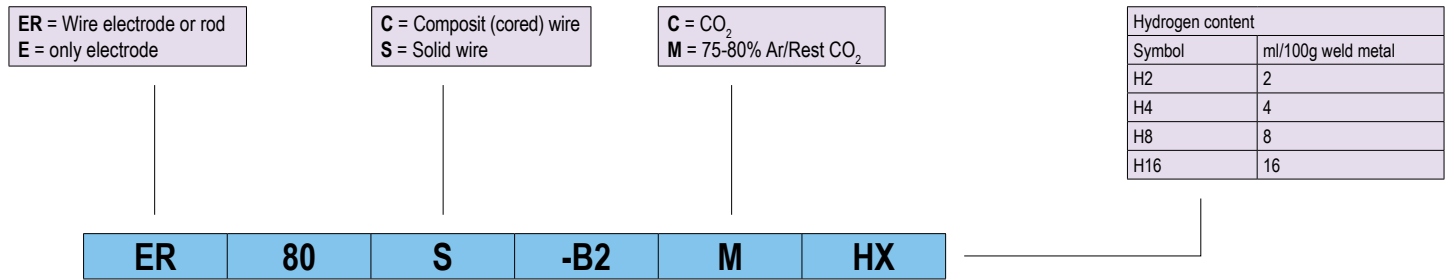 ER = Wire electrode or rod
E = only electrode
C = Composit (cored) wire
S = Solid wire
C = CO₂
M = 75-80% Ar/Rest CO₂
Hydrogen content
Symbol ml/100g weld metal
H2 2
H4 4
H8 8
H16 16
ER 80 S -B2 M HX